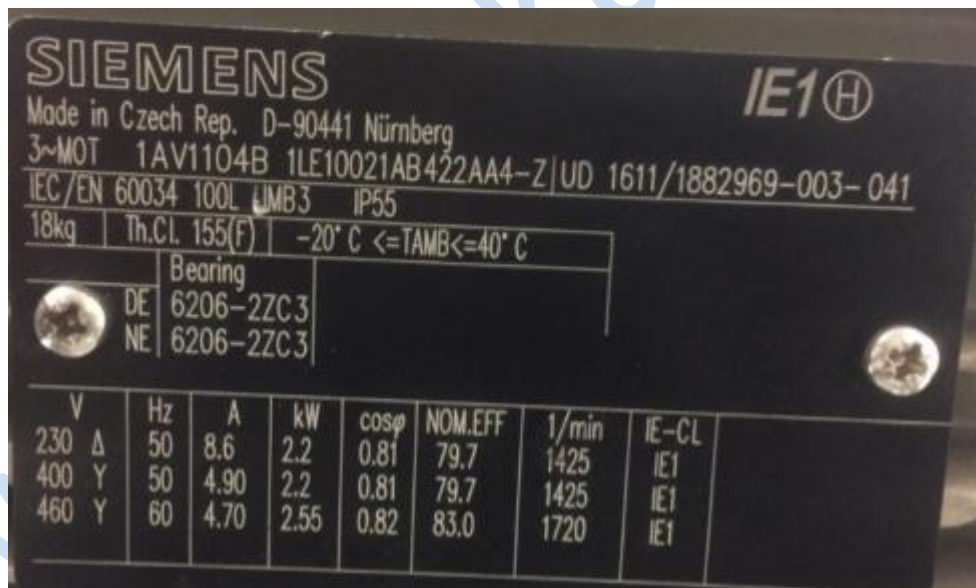 SIEMENS
IE1 H
Made in Czech Rep. D-90441 Nürnberg
3~MOT 1AV1104B 1LE10021AB422AA4-Z UD 1611/1882969-003-041
IEC/EN 60034 100L IMB3 IP55
18kg Th.Cl. 155(F) -20°C <=TAMB<=40°C
Bearing
DE 6206-2ZC3
NE 6206-2ZC3
V Hz A kW cosφ NOM.EFF 1/min IE-CL
230 Δ 50 8.6 2.2 0.81 79.7 1425 IE1
400 Y 50 4.90 2.2 0.81 79.7 1425 IE1
460 Y 60 4.70 2.55 0.82 83.0 1720 IE1